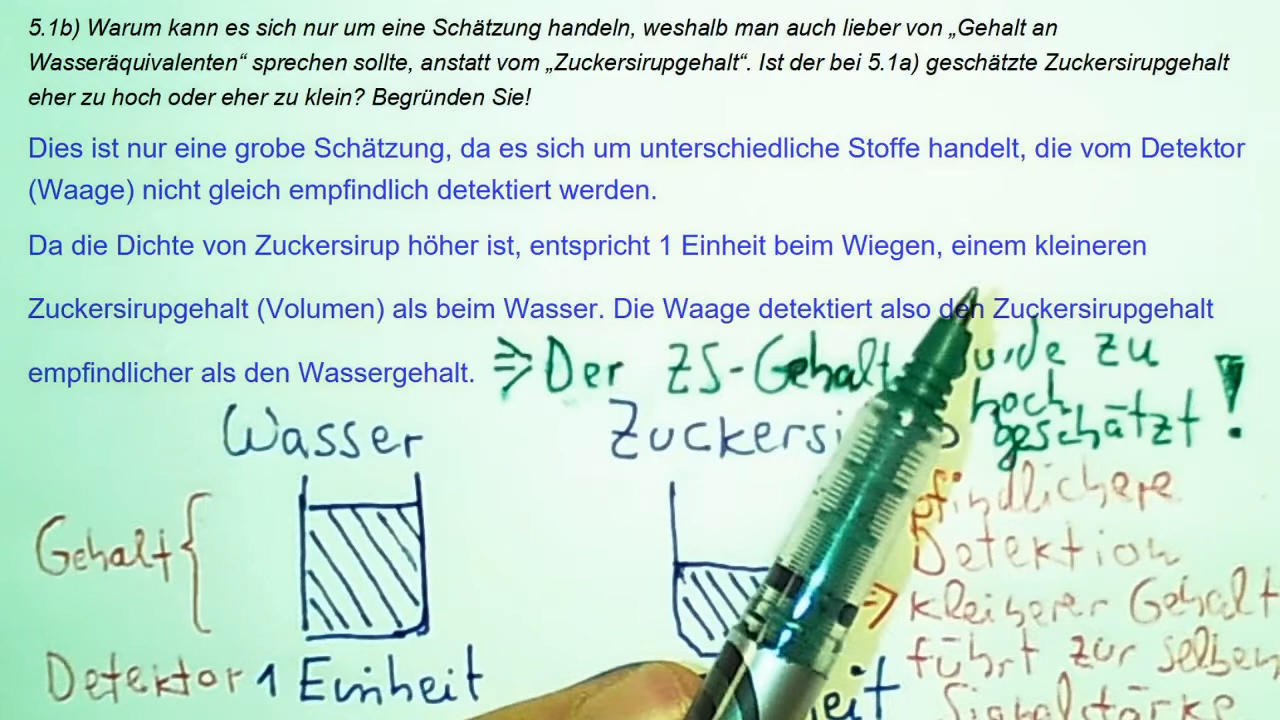 5.1b) Warum kann es sich nur um eine Schätzung handeln, weshalb man auch lieber von „Gehalt an
Wasseräquivalenten“ sprechen sollte, anstatt vom „Zuckersirupgehalt“. Ist der bei 5.1a) geschätzte Zuckersirupgehalt
eher zu hoch oder eher zu klein? Begründen Sie!
Dies ist nur eine grobe Schätzung, da es sich um unterschiedliche Stoffe handelt, die vom Detektor
(Waage) nicht gleich empfindlich detektiert werden.
Da die Dichte von Zuckersirup höher ist, entspricht 1 Einheit beim Wiegen, einem kleineren
Zuckersirupgehalt (Volumen) als beim Wasser. Die Waage detektiert also den Zuckersirupgehalt
empfindlicher als den Wassergehalt. ⇒ Der ZS-Gehalt zu
hoch
geschätzt!
Wasser
Gehalt {
Detektor 1 Einheit
Detektion
⇒ kleinerer Gehalt
führt zur selben
Signalstärke